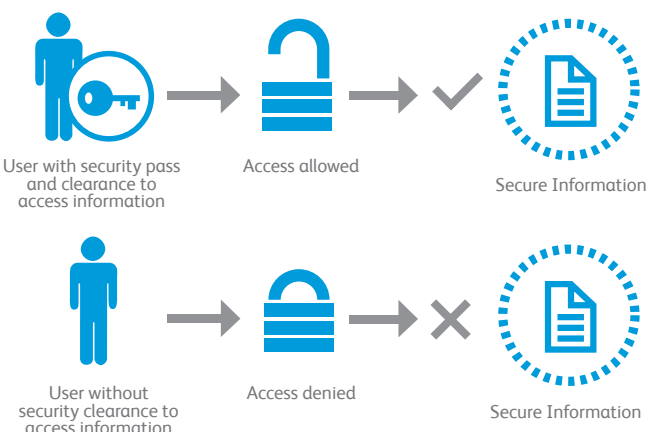 User with security pass
and clearance to
access information
Access allowed
Secure Information
User without
security clearance to
access information
Access denied
Secure Information